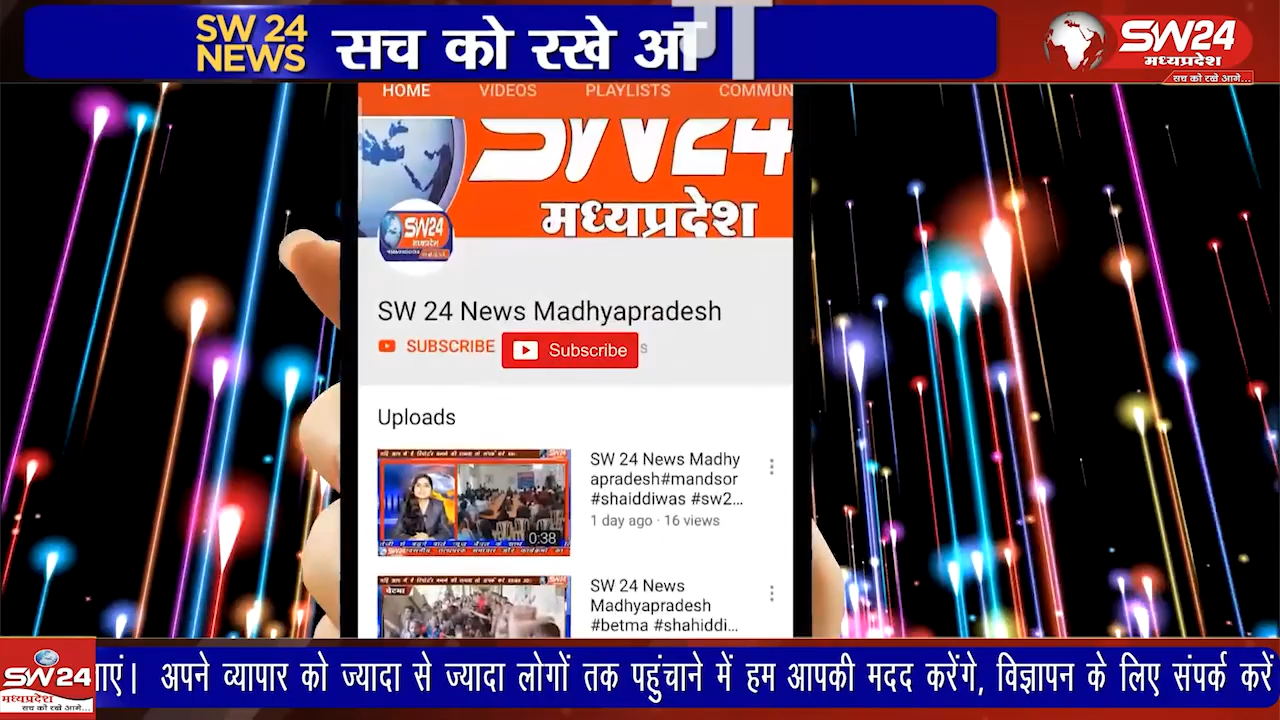 SW 24
NEWS
सच को रखे आ
SW24
मध्यप्रदेश
सच को रखे आगे...
HOME VIDEOS PLAYLISTS COMMUN
SW24
मध्यप्रदेश
SW24
SW 24 News Madhyapradesh
SUBSCRIBE
Subscribe
s
Uploads
SW 24 News Madhy
apradesh#mandsor
#shaiddiwas #sw2...
1 day ago · 16 views
0:38
SW 24 News
Madhyapradesh
#betma #shahiddi...
बेटमा
SW24
मध्यप्रदेश
सच को रखे आगे...
ाएं। अपने व्यापार को ज्यादा से ज्यादा लोगों तक पहुंचाने में हम आपकी मदद करेंगे, विज्ञापन के लिए संपर्क करें